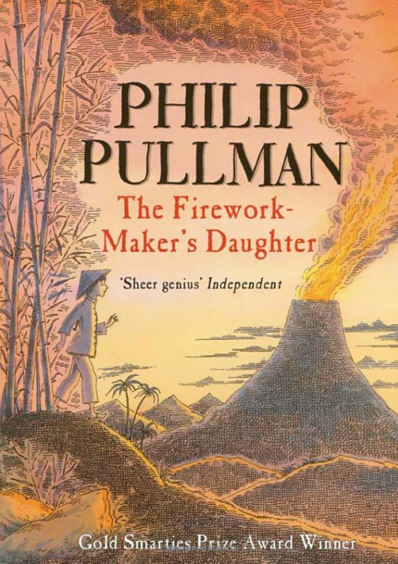 PHILIP
PULLMAN
The Firework-
Maker's Daughter
'Sheer genius' Independent
Gold Smarties Prize Award Winner